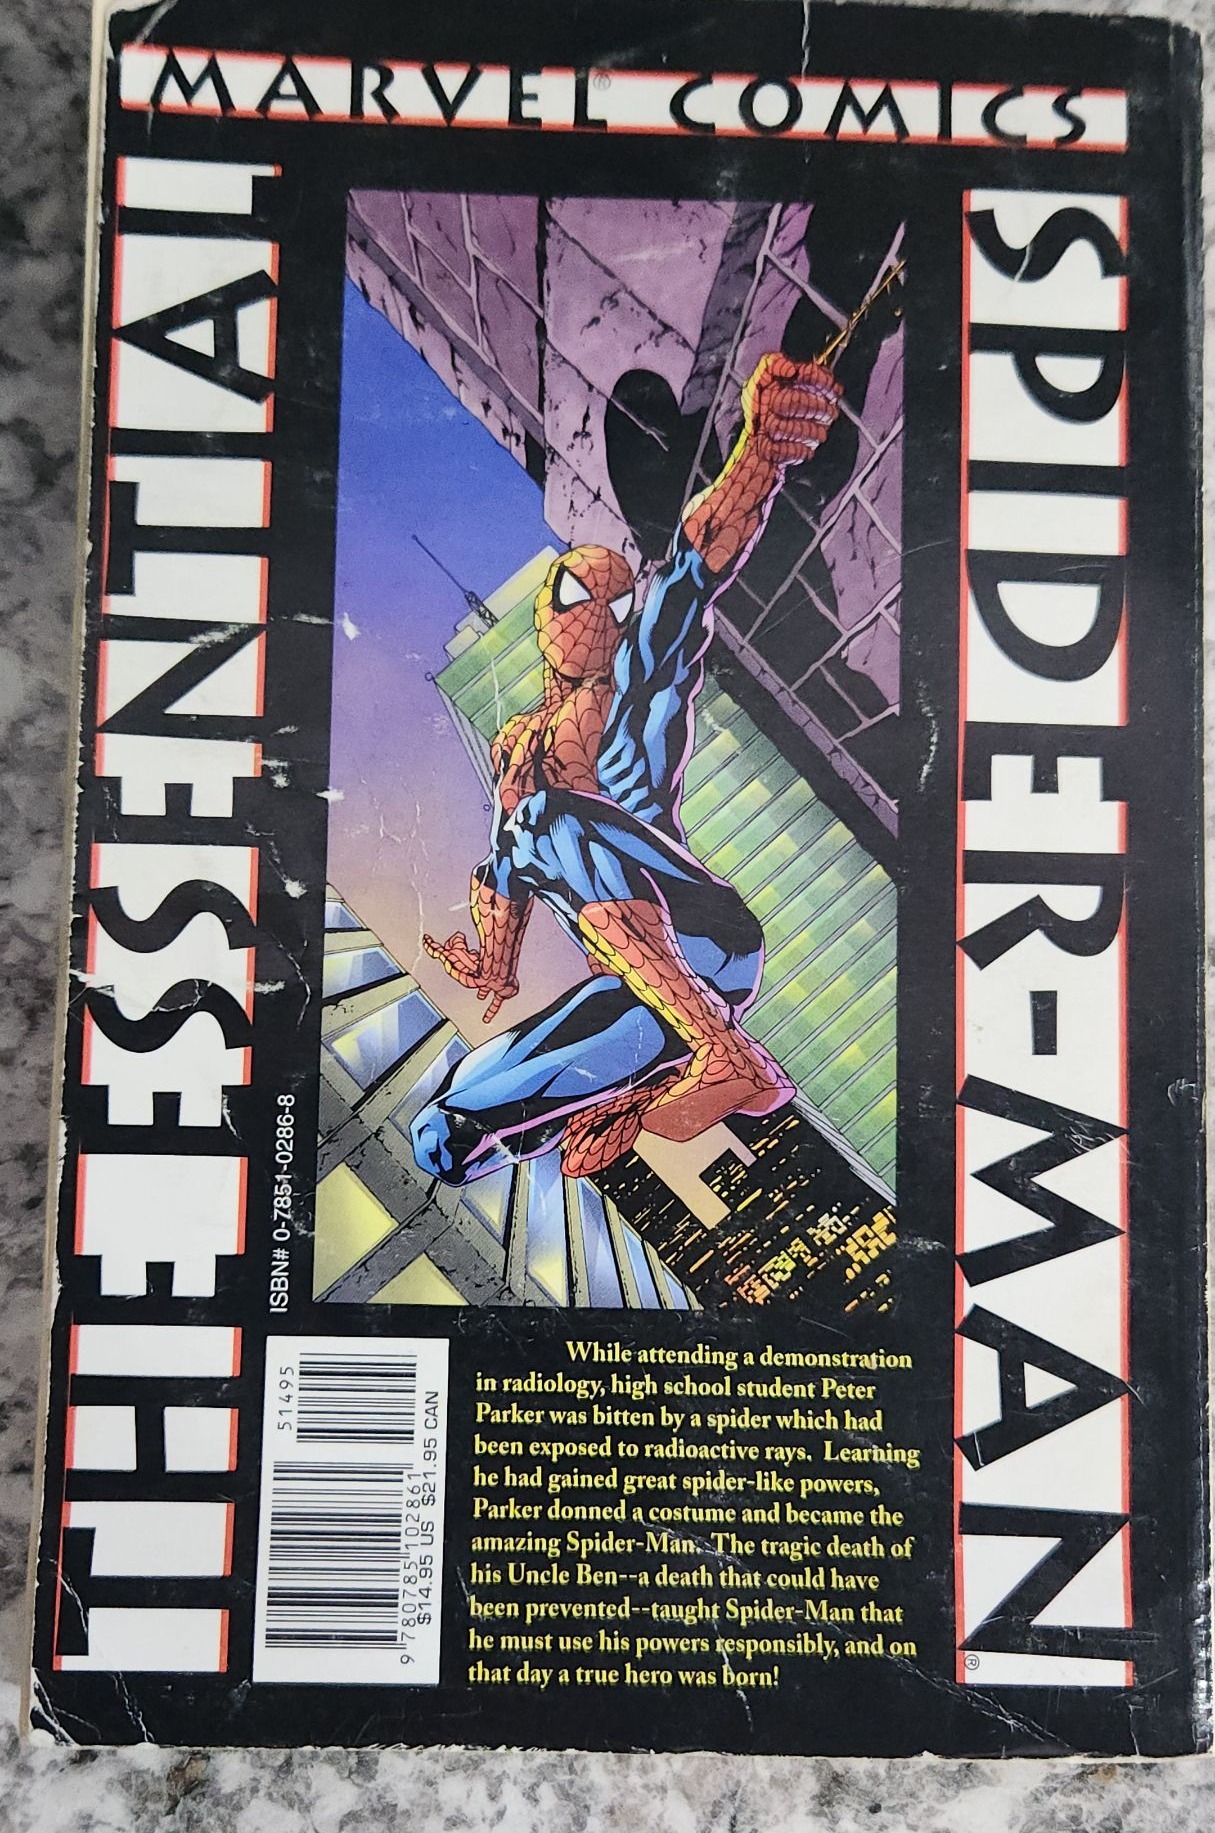 MARVEL® COMICS
THE ESSENTIAL
SPIDER-MAN®
ISBN# 0-7851-0286-8
51495
9 780785 102861
$14.95 US $21.95 CAN
While attending a demonstration
in radiology, high school student Peter
Parker was bitten by a spider which had
been exposed to radioactive rays. Learning
he had gained great spider-like powers,
Parker donned a costume and became the
amazing Spider-Man. The tragic death of
his Uncle Ben--a death that could have
been prevented--taught Spider-Man that
he must use his powers responsibly, and on
that day a true hero was born!